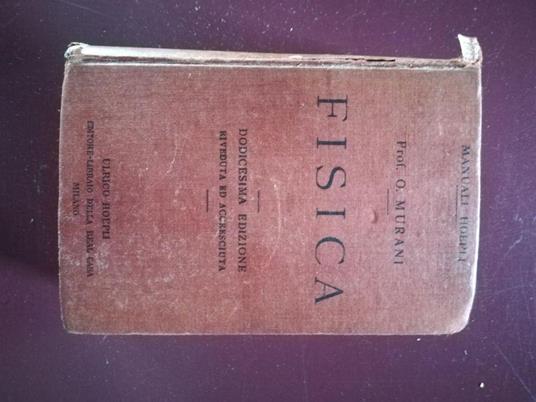 MANUALI HOEPLI
Prof. O. MURANI
FISICA
DODICESIMA EDIZIONE
RIVEDUTA ED ACCRESCIUTA
ULRICO HOEPLI
EDITORE-LIBRAIO DELLA REAL CASA
MILANO